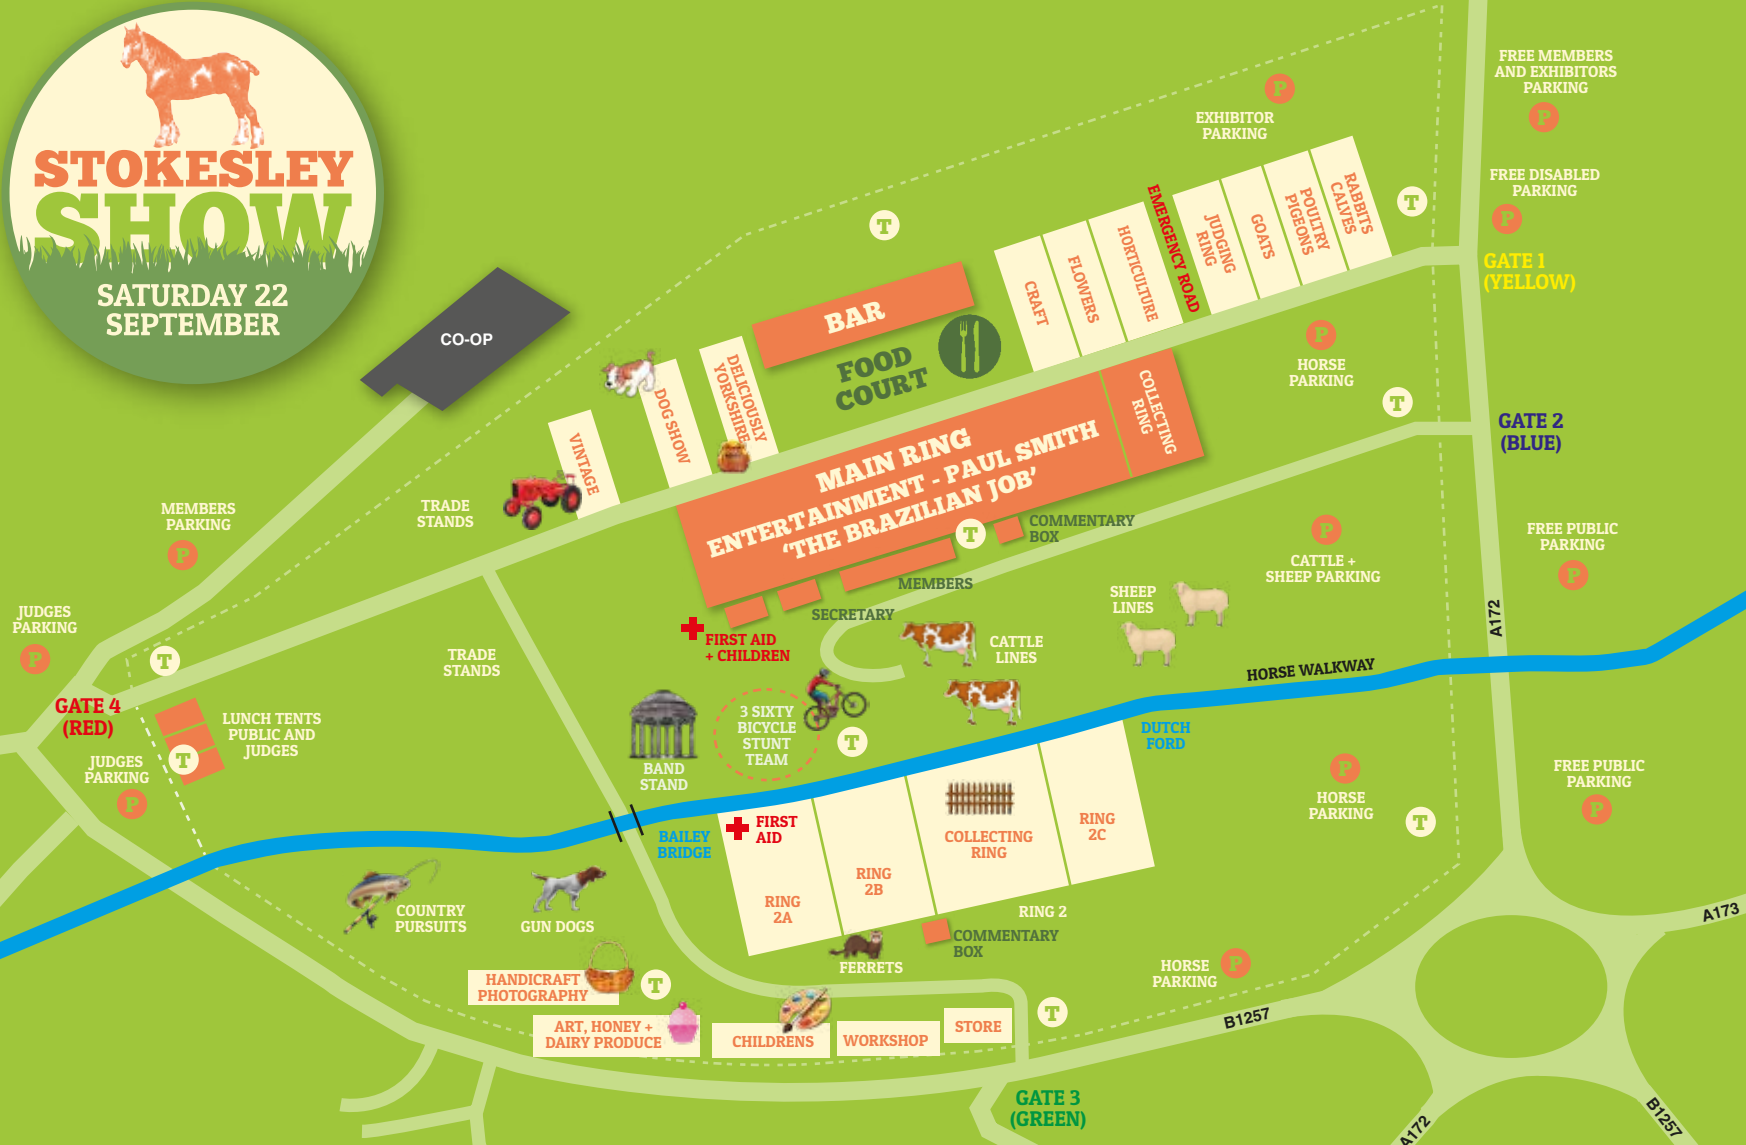 STOKESLEY
SHOW
SATURDAY 22
SEPTEMBER
CO-OP
FREE MEMBERS
AND EXHIBITORS
PARKING
P
P
EXHIBITOR
PARKING
FREE DISABLED
PARKING
P
GATE 1
(YELLOW)
T
T
RABBITS
CALVES
POULTRY
PIGEONS
GOATS
JUDGING
RING
EMERGENCY ROAD
HORTICULTURE
FLOWERS
CRAFT
BAR
FOOD
COURT
DELICIOUSLY
YORKSHIRE
DOG SHOW
VINTAGE
P
HORSE
PARKING
T
GATE 2
(BLUE)
COLLECTING
RING
MAIN RING
ENTERTAINMENT - PAUL SMITH
‘THE BRAZILIAN JOB’
T
COMMENTARY
BOX
MEMBERS
SECRETARY
FIRST AID
+ CHILDREN
TRADE
STANDS
MEMBERS
PARKING
P
JUDGES
PARKING
P
T
TRADE
STANDS
P
CATTLE +
SHEEP PARKING
FREE PUBLIC
PARKING
P
SHEEP
LINES
CATTLE
LINES
A172
HORSE WALKWAY
GATE 4
(RED)
LUNCH TENTS
PUBLIC AND
JUDGES
T
JUDGES
PARKING
P
3 SIXTY
BICYCLE
STUNT
TEAM
T
BAND
STAND
DUTCH
FORD
FREE PUBLIC
PARKING
P
P
HORSE
PARKING
T
BAILEY
BRIDGE
FIRST
AID
RING
2A
RING
2B
COLLECTING
RING
RING
2C
RING 2
COMMENTARY
BOX
FERRETS
COUNTRY
PURSUITS
GUN DOGS
HANDICRAFT
PHOTOGRAPHY
T
ART, HONEY +
DAIRY PRODUCE
CHILDRENS
WORKSHOP
STORE
T
HORSE
PARKING
P
B1257
A173
GATE 3
(GREEN)
A172
B1257